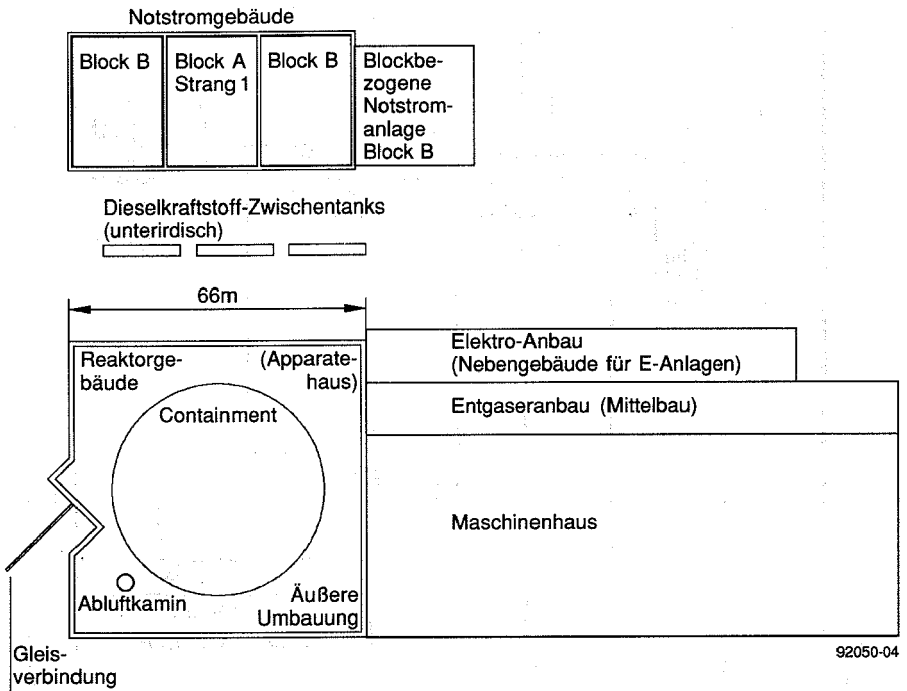 Notstromgebäude
Block B
Block A
Strang 1
Block B
Blockbe-
zogene
Notstrom-
anlage
Block B
Dieselkraftstoff-Zwischentanks
(unterirdisch)
66m
Reaktorge-
bäude
(Apparate-
haus)
Containment
Elektro-Anbau
(Nebengebäude für E-Anlagen)
Entgaseranbau (Mittelbau)
Maschinenhaus
Abluftkamin
Äußere
Umbauung
Gleis-
verbindung
92050-04